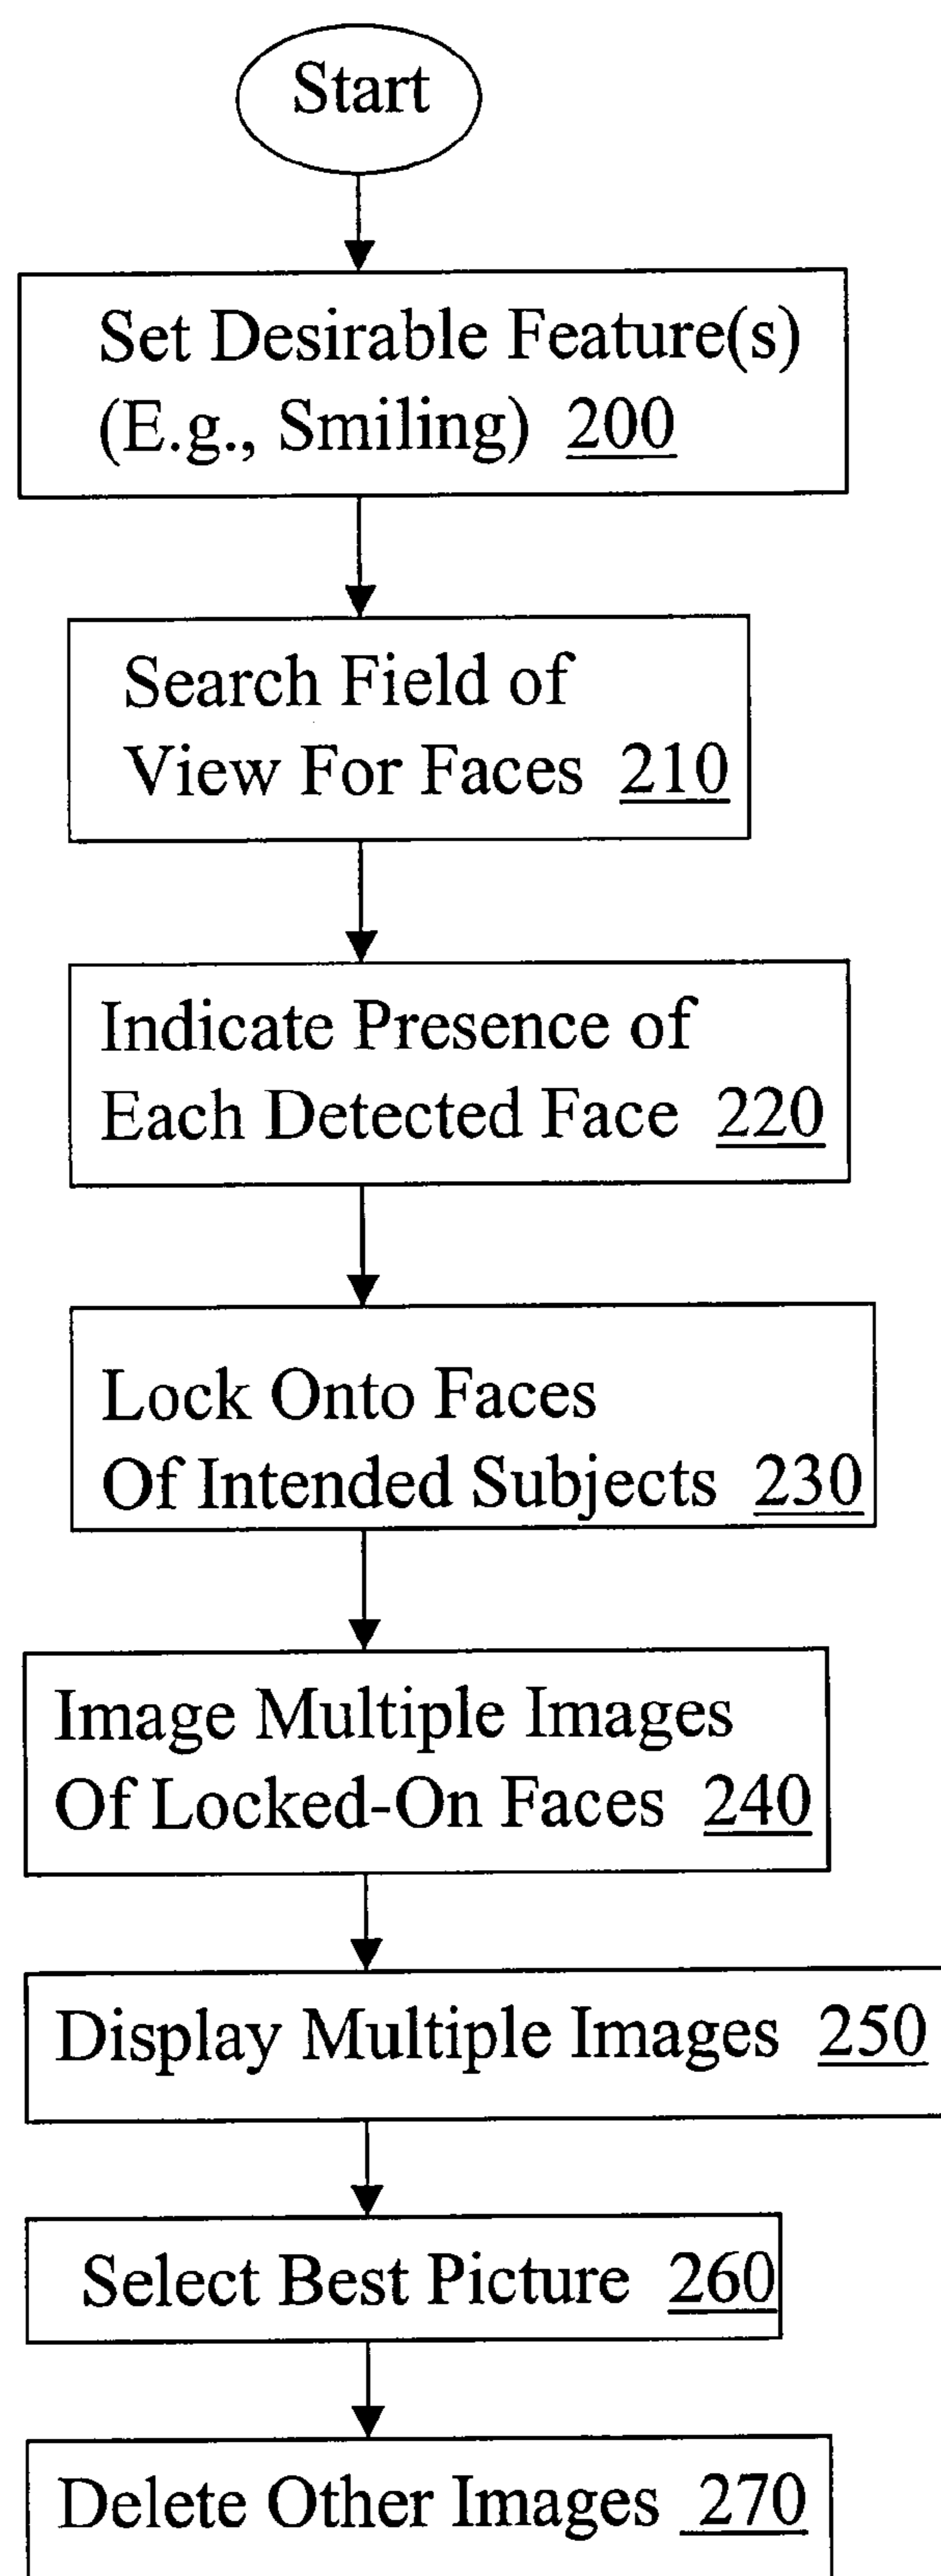 Start
Set Desirable Feature(s)
(E.g., Smiling) 200
Search Field of
View For Faces 210
Indicate Presence of
Each Detected Face 220
Lock Onto Faces
Of Intended Subjects 230
Image Multiple Images
Of Locked-On Faces 240
Display Multiple Images 250
Select Best Picture 260
Delete Other Images 270